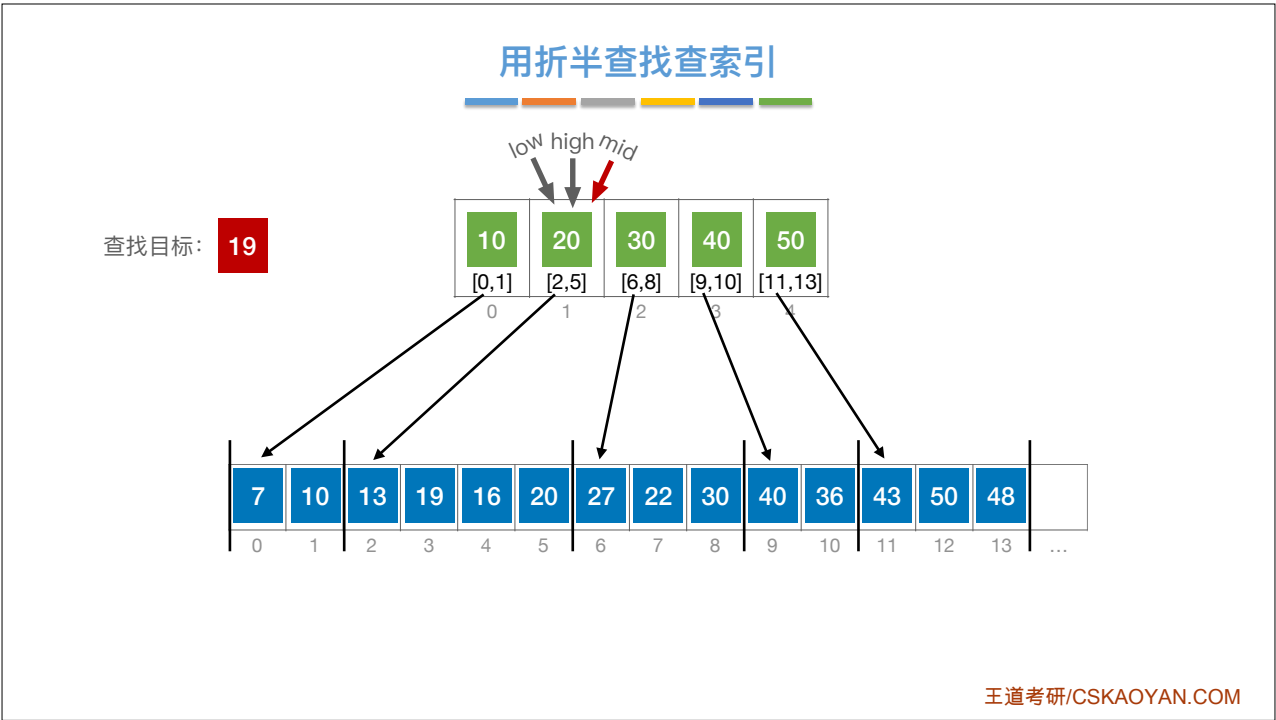 用折半查找查索引
low high mid
查找目标： 19
10 20 30 40 50
[0,1] [2,5] [6,8] [9,10] [11,13]
0 1 2 3 4
7 10 13 19 16 20 27 22 30 40 36 43 50 48
0 1 2 3 4 5 6 7 8 9 10 11 12 13 …
王道考研/CSKAOYAN.COM